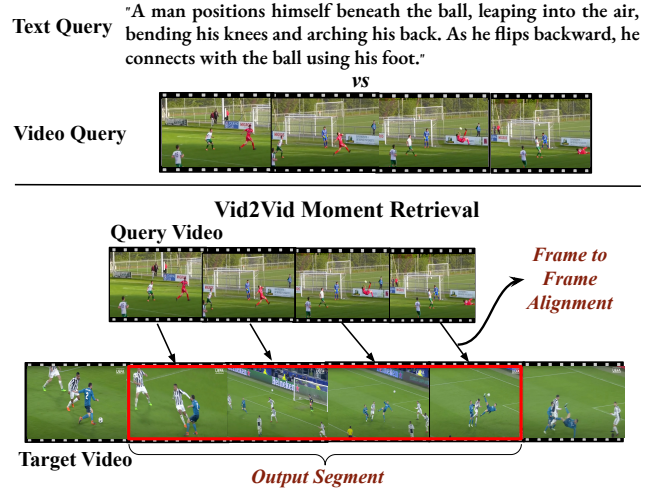 Text Query
"A man positions himself beneath the ball, leaping into the air,
bending his knees and arching his back. As he flips backward, he
connects with the ball using his foot."
vs
Video Query
Vid2Vid Moment Retrieval
Query Video
Frame to
Frame
Alignment
Heineken
Target Video
Output Segment